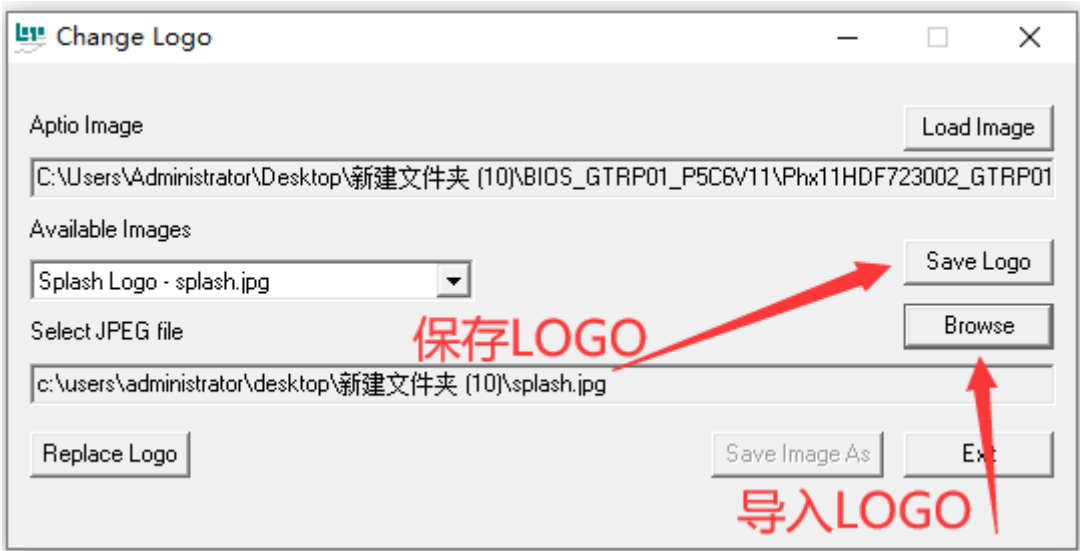 Change Logo
Aptio Image
Load Image
C:\Users\Administrator\Desktop\新建文件夹 (10)\BIOS_GTRP01_P5C6V11\Phx11HDF723002_GTRP01
Available Images
Save Logo
Splash Logo - splash.jpg
Browse
Select JPEG file
保存LOGO
c:\users\administrator\desktop\新建文件夹 (10)\splash.jpg
Replace Logo
Save Image As
Exit
导入LOGO